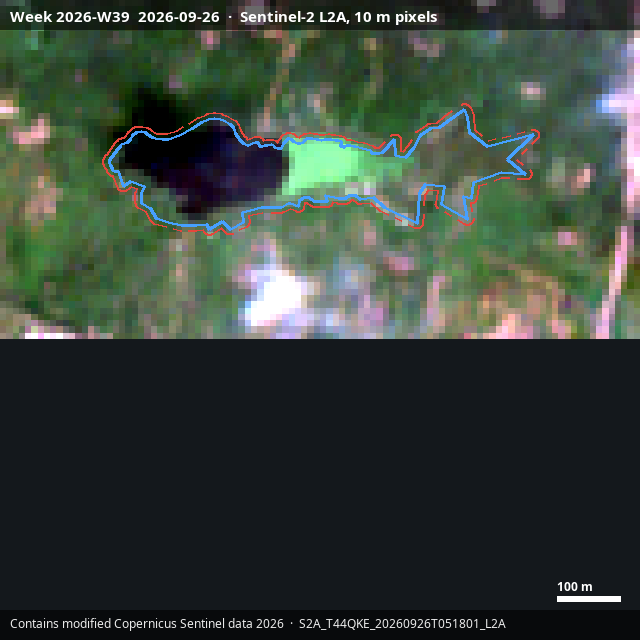 Week 2026-W39  2026-09-26  ·  Sentinel-2 L2A, 10 m pixels
100 m
Contains modified Copernicus Sentinel data 2026  ·  S2A_T44QKE_20260926T051801_L2A